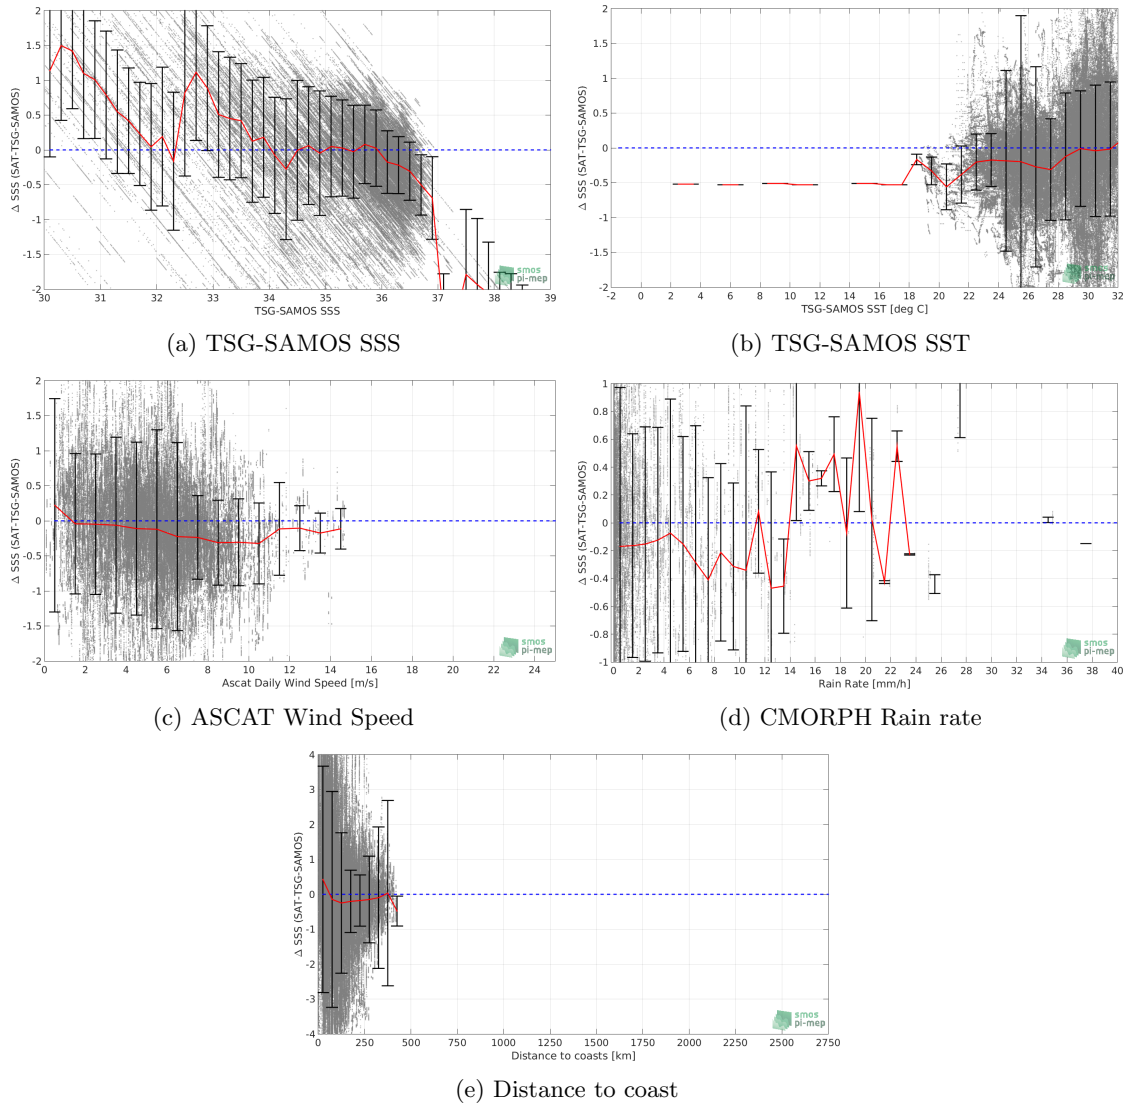 2
1.5
1
0.5
0
-0.5
-1
-1.5
-2
Δ SSS (SAT-TSG-SAMOS)
30 31 32 33 34 35 36 37 38 39
TSG-SAMOS SSS
smos
pi-mep
(a) TSG-SAMOS SSS
2
1.5
1
0.5
0
-0.5
-1
-1.5
-2
Δ SSS (SAT-TSG-SAMOS)
-2 0 2 4 6 8 10 12 14 16 18 20 22 24 26 28 30 32
TSG-SAMOS SST [deg C]
smos
pi-mep
(b) TSG-SAMOS SST
2
1.5
1
0.5
0
-0.5
-1
-1.5
-2
Δ SSS (SAT-TSG-SAMOS)
0 2 4 6 8 10 12 14 16 18 20 22 24
Ascat Daily Wind Speed [m/s]
smos
pi-mep
(c) ASCAT Wind Speed
1
0.8
0.6
0.4
0.2
0
-0.2
-0.4
-0.6
-0.8
-1
Δ SSS (SAT-TSG-SAMOS)
0 2 4 6 8 10 12 14 16 18 20 22 24 26 28 30 32 34 36 38 40
Rain Rate [mm/h]
smos
pi-mep
(d) CMORPH Rain rate
4
3
2
1
0
-1
-2
-3
-4
Δ SSS (SAT-TSG-SAMOS)
0 250 500 750 1000 1250 1500 1750 2000 2250 2500 2750
Distance to coasts [km]
smos
pi-mep
(e) Distance to coast